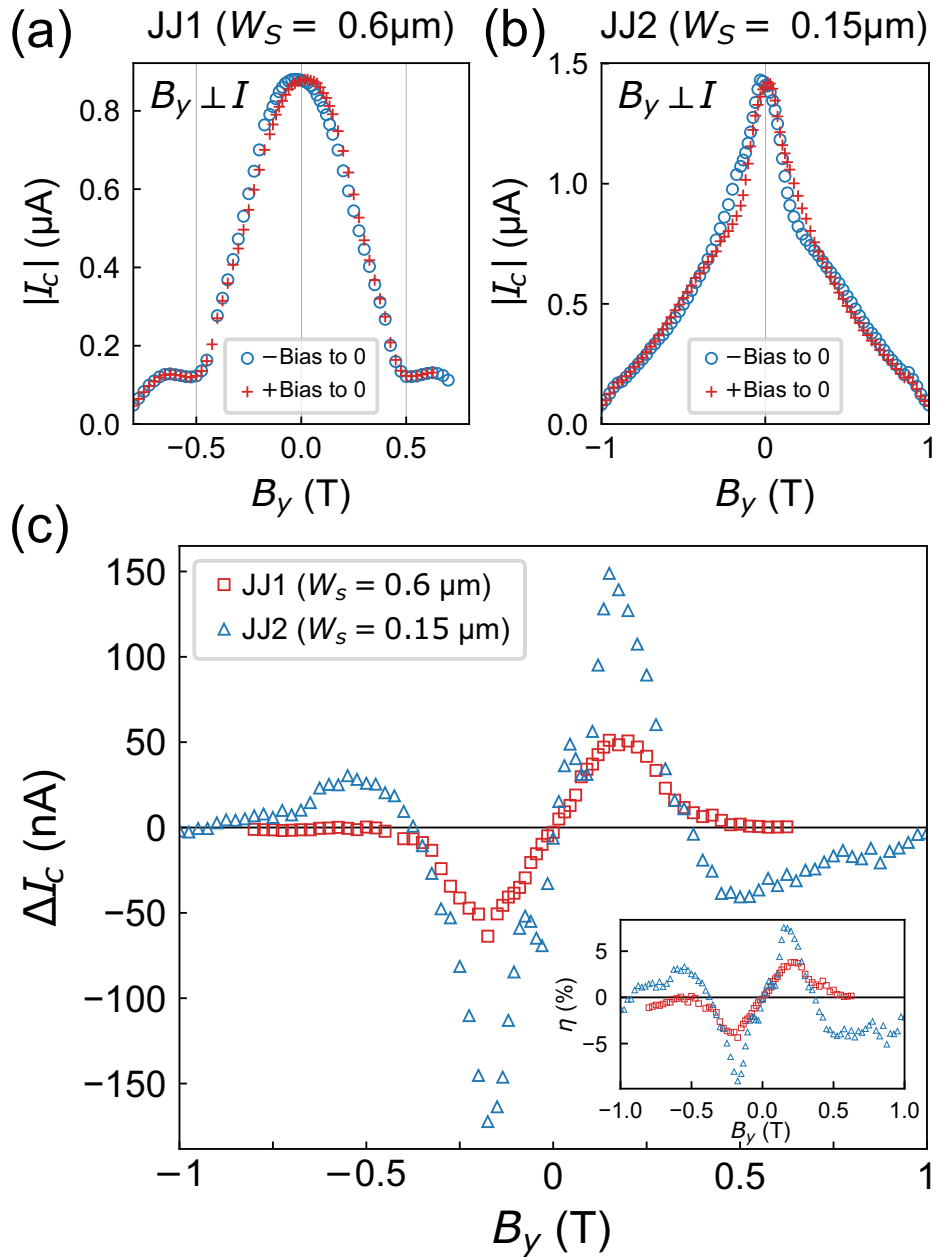 (a) JJ1 (W_S = 0.6μm)
B_y ⊥ I
|I_c| (μA)
0.8
0.6
0.4
0.2
0.0
−Bias to 0
+Bias to 0
−0.5 0.0 0.5
B_y (T)
(b) JJ2 (W_S = 0.15μm)
B_y ⊥ I
|I_c| (μA)
1.5
1.0
0.5
0.0
−Bias to 0
+Bias to 0
−1 0 1
B_y (T)
(c)
JJ1 (W_s = 0.6 μm)
JJ2 (W_s = 0.15 μm)
ΔI_c (nA)
150
100
50
0
−50
−100
−150
−1 −0.5 0 0.5 1
B_y (T)
η (%)
5
0
−5
−1.0 −0.5 0.0 0.5 1.0
B_y (T)